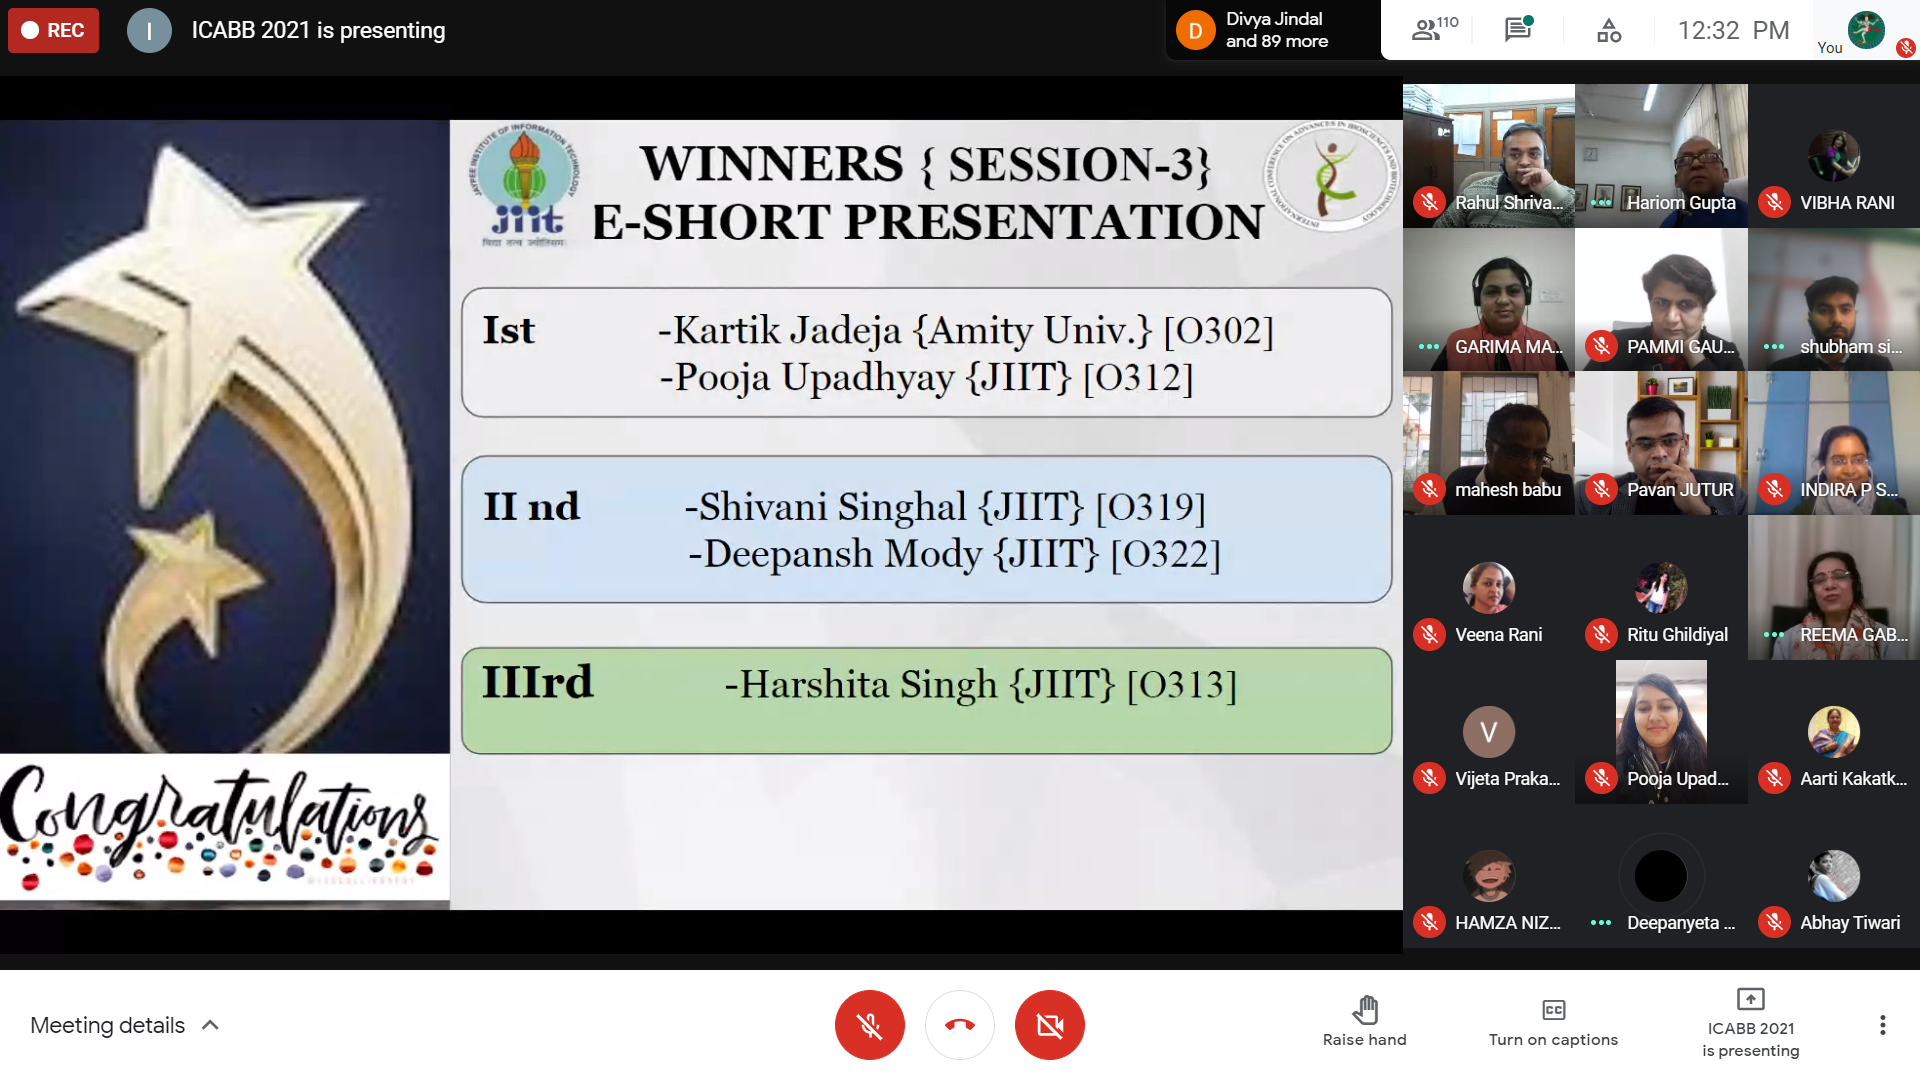 REC
I
ICABB 2021 is presenting
D
Divya Jindal
and 89 more
110
12:32 PM
You
JAYPEE INSTITUTE OF INFORMATION TECHNOLOGY
jiit
विद्या तत्व ज्योतिसमः
WINNERS { SESSION-3}
E-SHORT PRESENTATION
INTERNATIONAL CONFERENCE ON ADVANCES IN BIOSCIENCES AND BIOTECHNOLOGY
Ist -Kartik Jadeja {Amity Univ.} [O302]
-Pooja Upadhyay {JIIT} [O312]
II nd -Shivani Singhal {JIIT} [O319]
-Deepansh Mody {JIIT} [O322]
IIIrd -Harshita Singh {JIIT} [O313]
Congratulations
Rahul Shriva...
Hariom Gupta
VIBHA RANI
GARIMA MA...
PAMMI GAU...
shubham si...
mahesh babu
Pavan JUTUR
INDIRA P S...
Veena Rani
Ritu Ghildiyal
REEMA GAB...
V
Vijeta Praka...
Pooja Upad...
Aarti Kakatk...
HAMZA NIZ...
Deepanyeta ...
Abhay Tiwari
Meeting details
Raise hand
CC
Turn on captions
ICABB 2021
is presenting